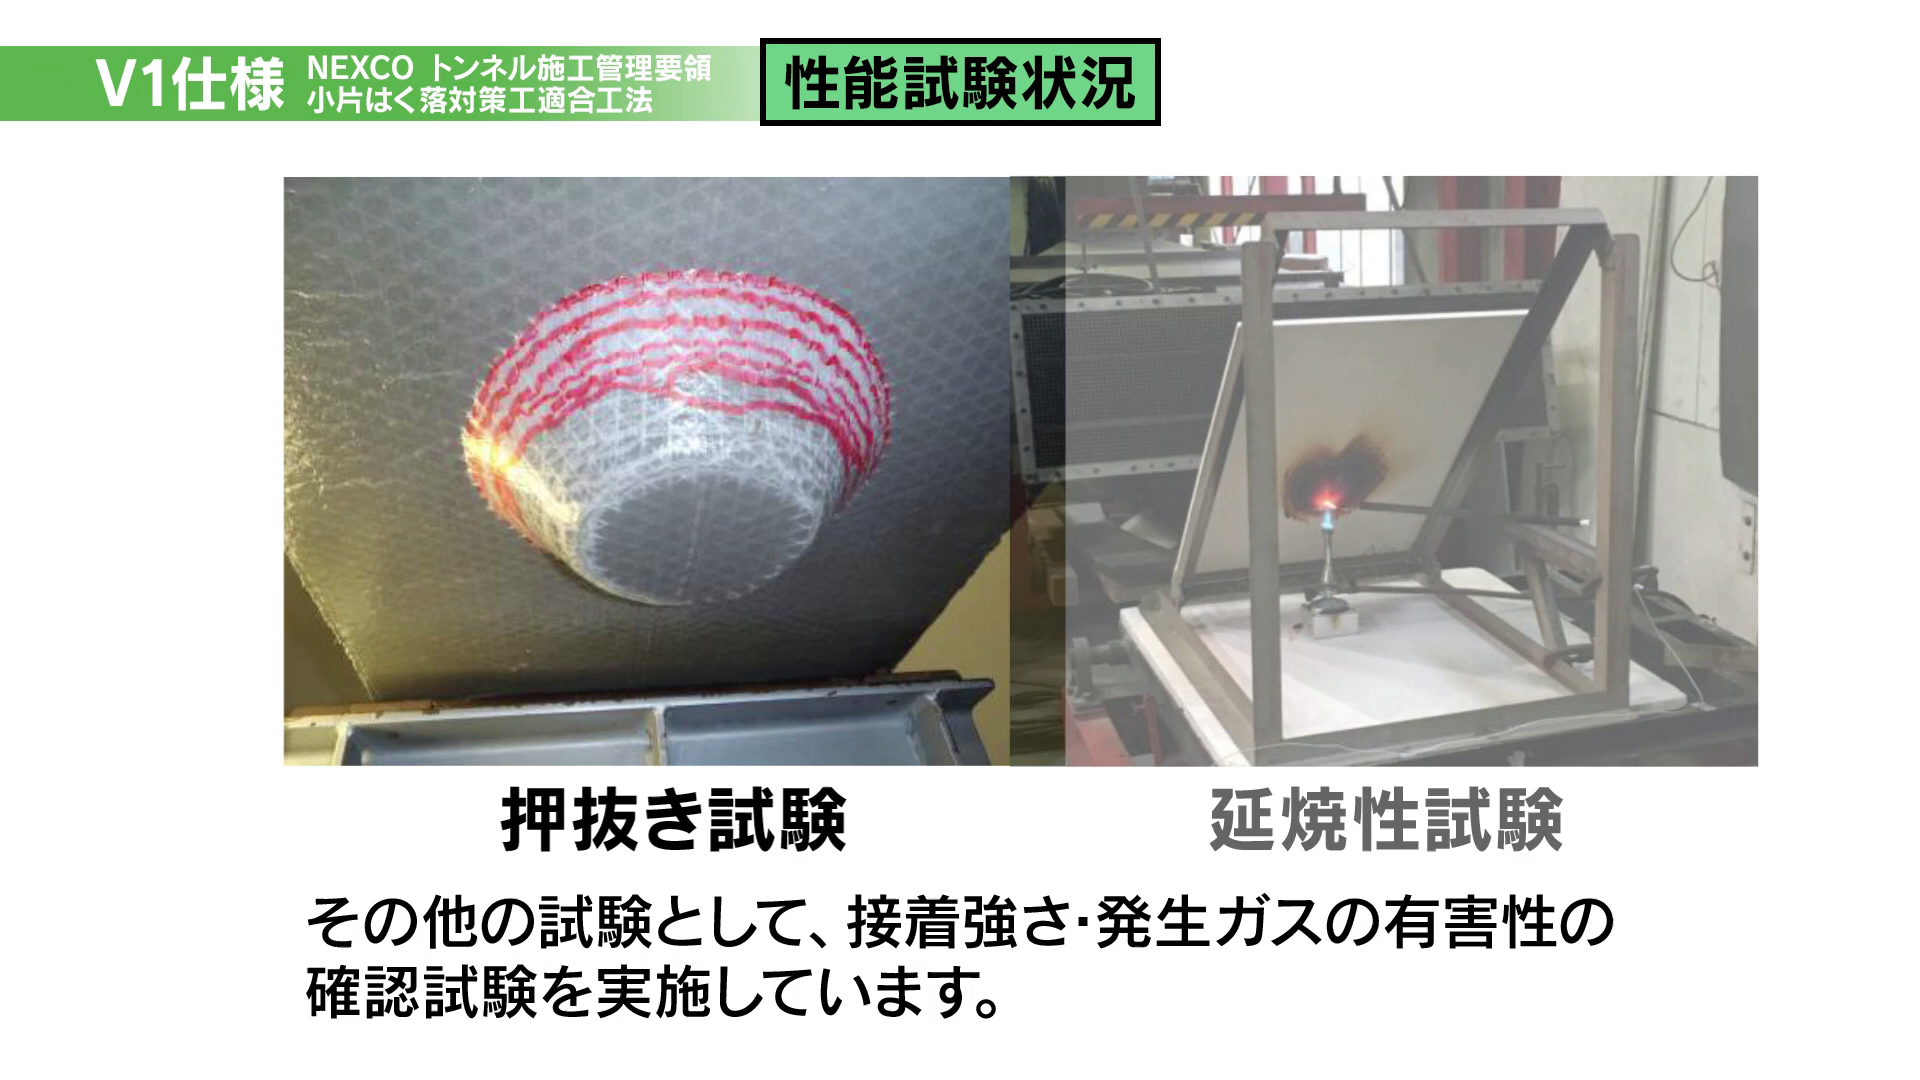 V1仕様
NEXCO トンネル施工管理要領
小片はく落対策工適合工法
性能試験状況
押抜き試験
延焼性試験
その他の試験として、接着強さ・発生ガスの有害性の
確認試験を実施しています。